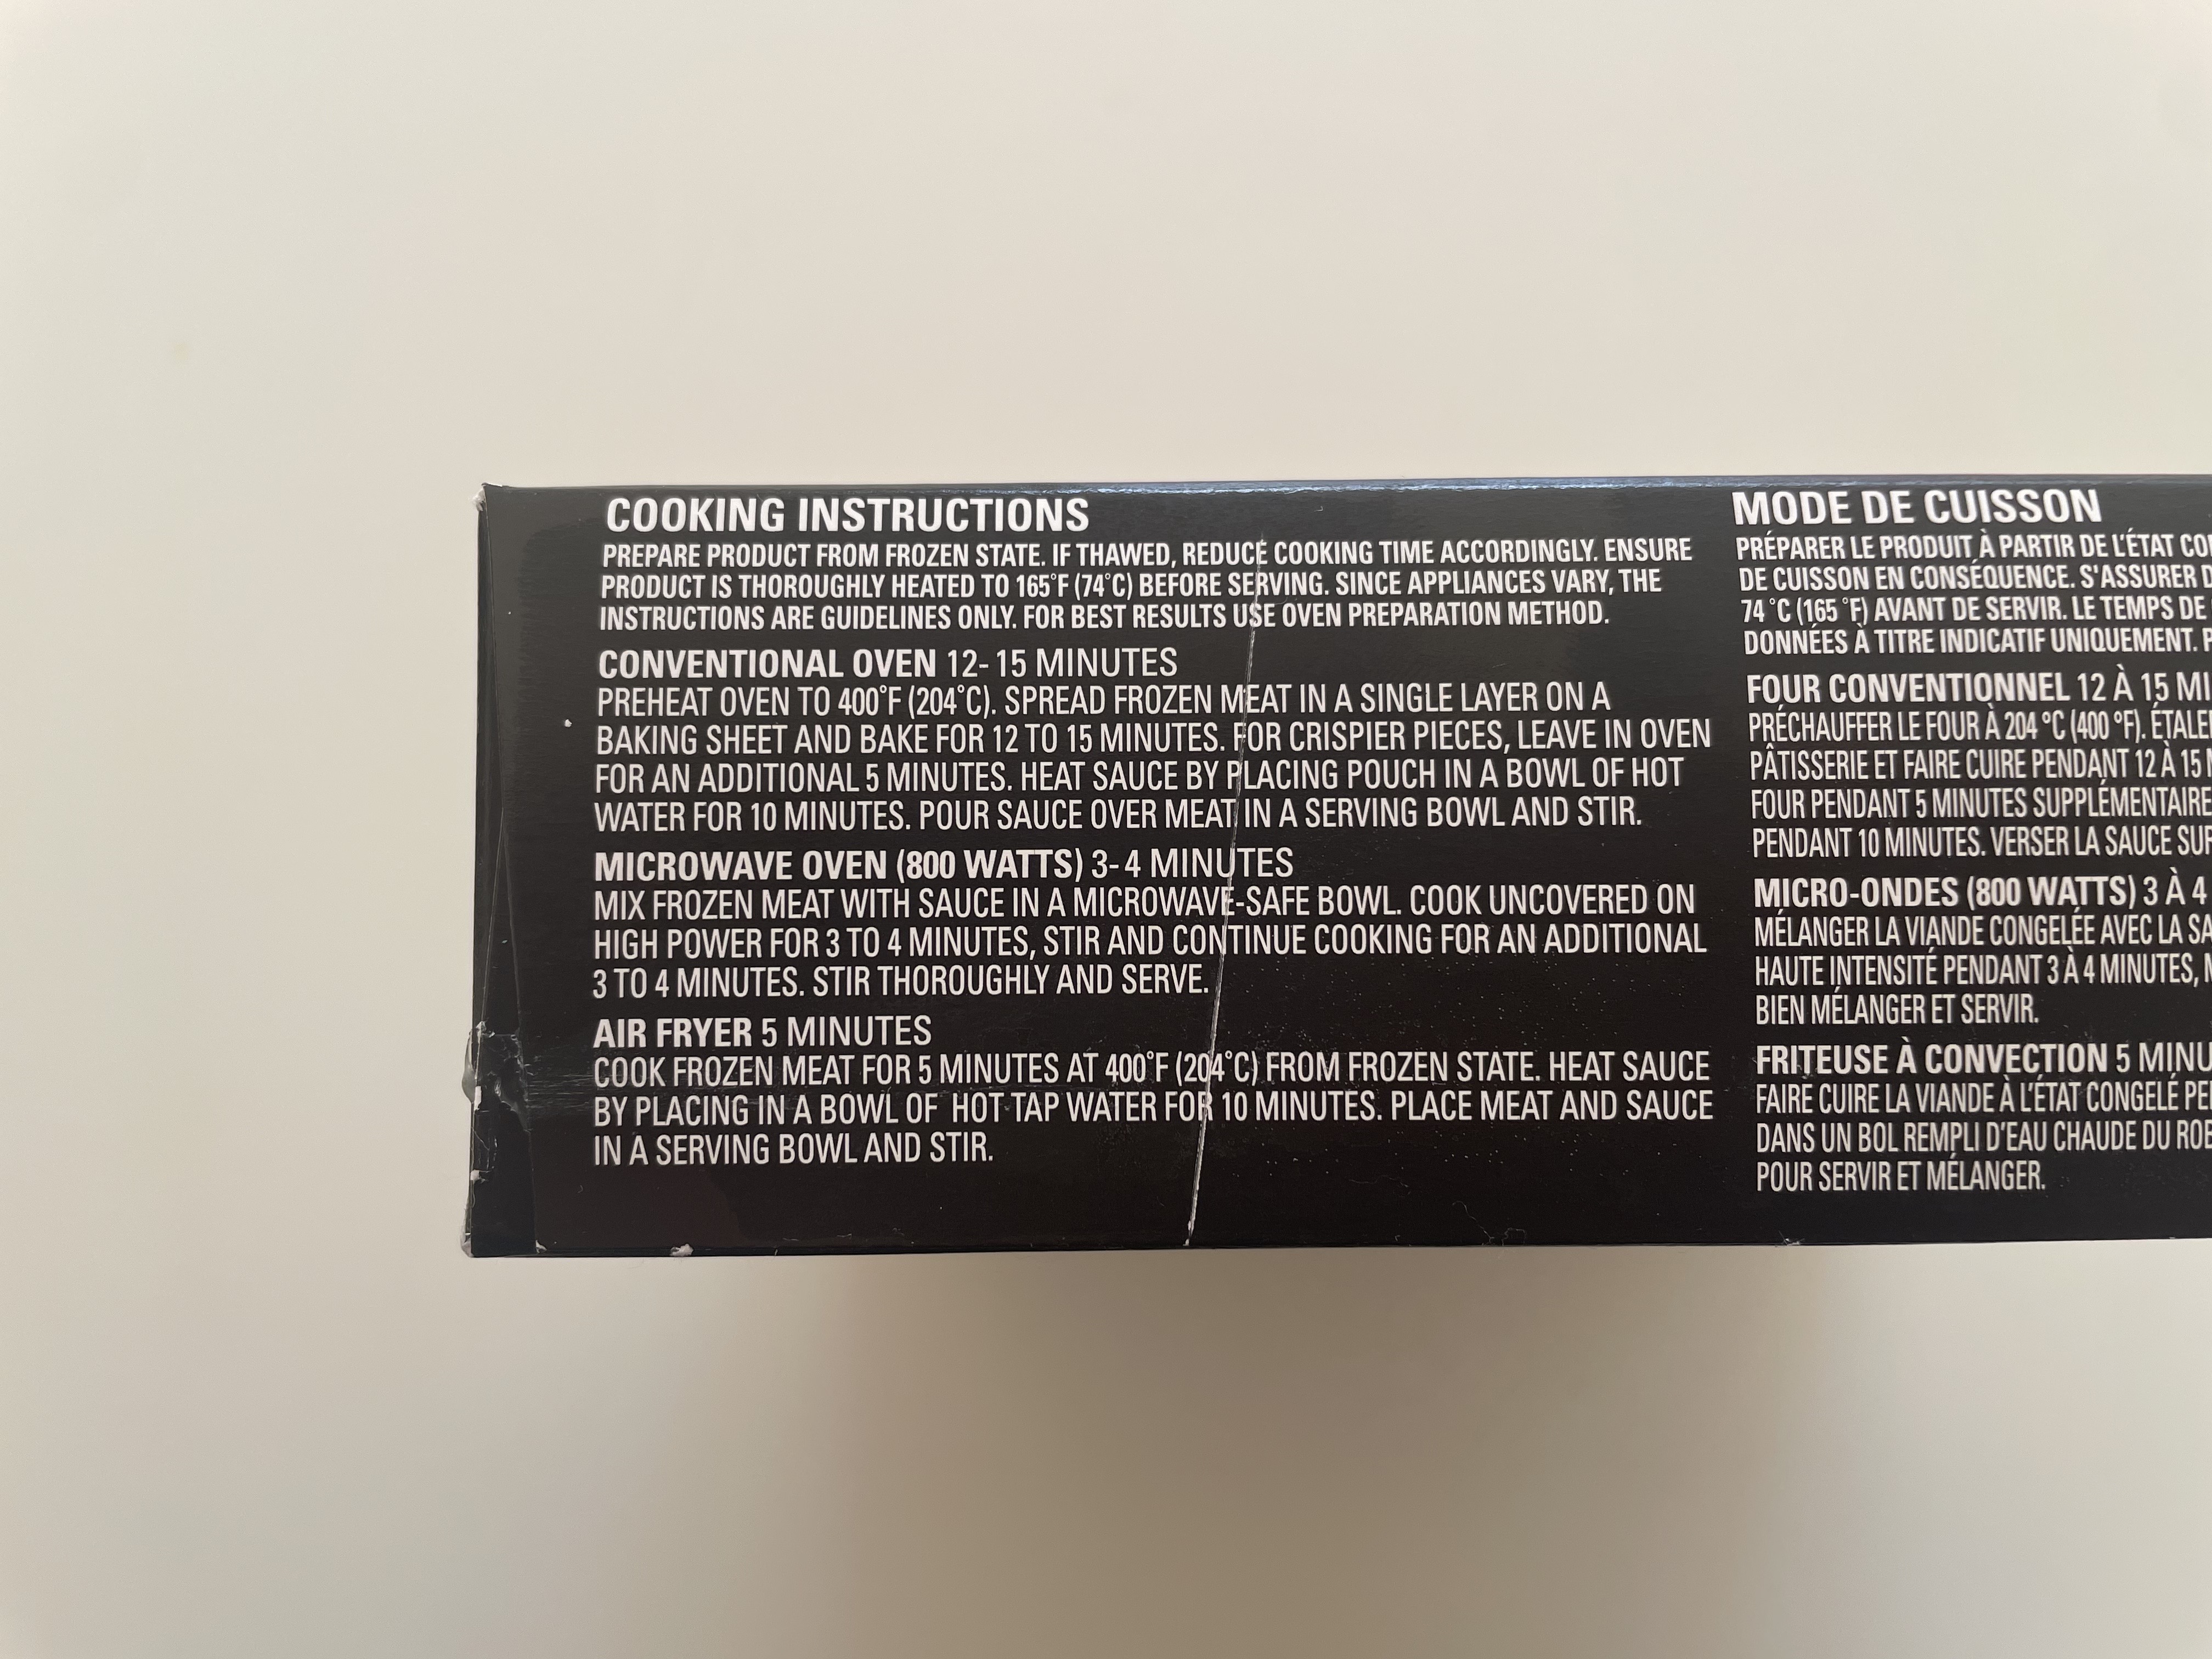 COOKING INSTRUCTIONS
PREPARE PRODUCT FROM FROZEN STATE. IF THAWED, REDUCE COOKING TIME ACCORDINGLY. ENSURE
PRODUCT IS THOROUGHLY HEATED TO 165°F (74°C) BEFORE SERVING. SINCE APPLIANCES VARY, THE
INSTRUCTIONS ARE GUIDELINES ONLY. FOR BEST RESULTS USE OVEN PREPARATION METHOD.
CONVENTIONAL OVEN 12-15 MINUTES
PREHEAT OVEN TO 400°F (204°C). SPREAD FROZEN MEAT IN A SINGLE LAYER ON A
BAKING SHEET AND BAKE FOR 12 TO 15 MINUTES. FOR CRISPIER PIECES, LEAVE IN OVEN
FOR AN ADDITIONAL 5 MINUTES. HEAT SAUCE BY PLACING POUCH IN A BOWL OF HOT
WATER FOR 10 MINUTES. POUR SAUCE OVER MEAT IN A SERVING BOWL AND STIR.
MICROWAVE OVEN (800 WATTS) 3-4 MINUTES
MIX FROZEN MEAT WITH SAUCE IN A MICROWAVE-SAFE BOWL. COOK UNCOVERED ON
HIGH POWER FOR 3 TO 4 MINUTES, STIR AND CONTINUE COOKING FOR AN ADDITIONAL
3 TO 4 MINUTES. STIR THOROUGHLY AND SERVE.
AIR FRYER 5 MINUTES
COOK FROZEN MEAT FOR 5 MINUTES AT 400°F (204°C) FROM FROZEN STATE. HEAT SAUCE
BY PLACING IN A BOWL OF HOT TAP WATER FOR 10 MINUTES. PLACE MEAT AND SAUCE
IN A SERVING BOWL AND STIR.
MODE DE CUISSON
PRÉPARER LE PRODUIT À PARTIR DE L'ÉTAT
DE CUISSON EN CONSÉQUENCE. S'ASSURER
74 °C (165 °F) AVANT DE SERVIR. LE TEMPS DE
DONNÉES À TITRE INDICATIF UNIQUEMENT.
FOUR CONVENTIONNEL 12 À 15
PRÉCHAUFFER LE FOUR À 204 °C (400 °F).
PÂTISSERIE ET FAIRE CUIRE PENDANT 12 À 15
FOUR PENDANT 5 MINUTES
PENDANT 10 MINUTES. VERSER LA SAUCE
MICRO-ONDES (800 WATTS) 3 À 4
MÉLANGER LA VIANDE CONGELÉE AVEC LA
HAUTE INTENSITÉ PENDANT 3 À 4 MINUTES,
BIEN MÉLANGER ET SERVIR.
FRITEUSE À CONVECTION 5
FAIRE CUIRE LA VIANDE À L'ÉTAT CONGELÉ
DANS UN BOL REMPLI D'EAU CHAUDE DU
POUR SERVIR ET MÉLANGER.